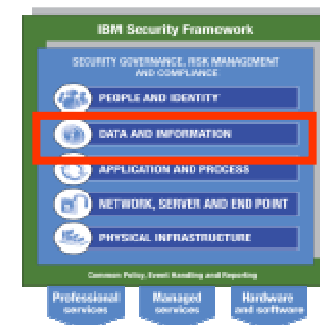 IBM Security Framework
SECURITY GOVERNANCE, RISK MANAGEMENT
AND COMPLIANCE
PEOPLE AND IDENTITY
DATA AND INFORMATION
APPLICATION AND PROCESS
NETWORK, SERVER AND END POINT
PHYSICAL INFRASTRUCTURE
Common Policy, Event Handling and Reporting
Professional
services
Managed
services
Hardware
and software